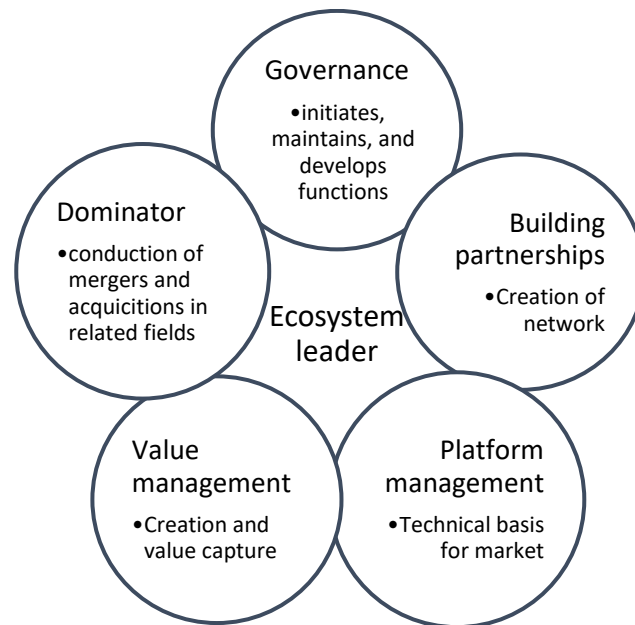 Governance
•initiates,
maintains, and
develops
functions
Building
partnerships
•Creation of
network
Platform
management
•Technical basis
for market
Value
management
•Creation and
value capture
Dominator
•conduction of
mergers and
acquicitions in
related fields
Ecosystem
leader